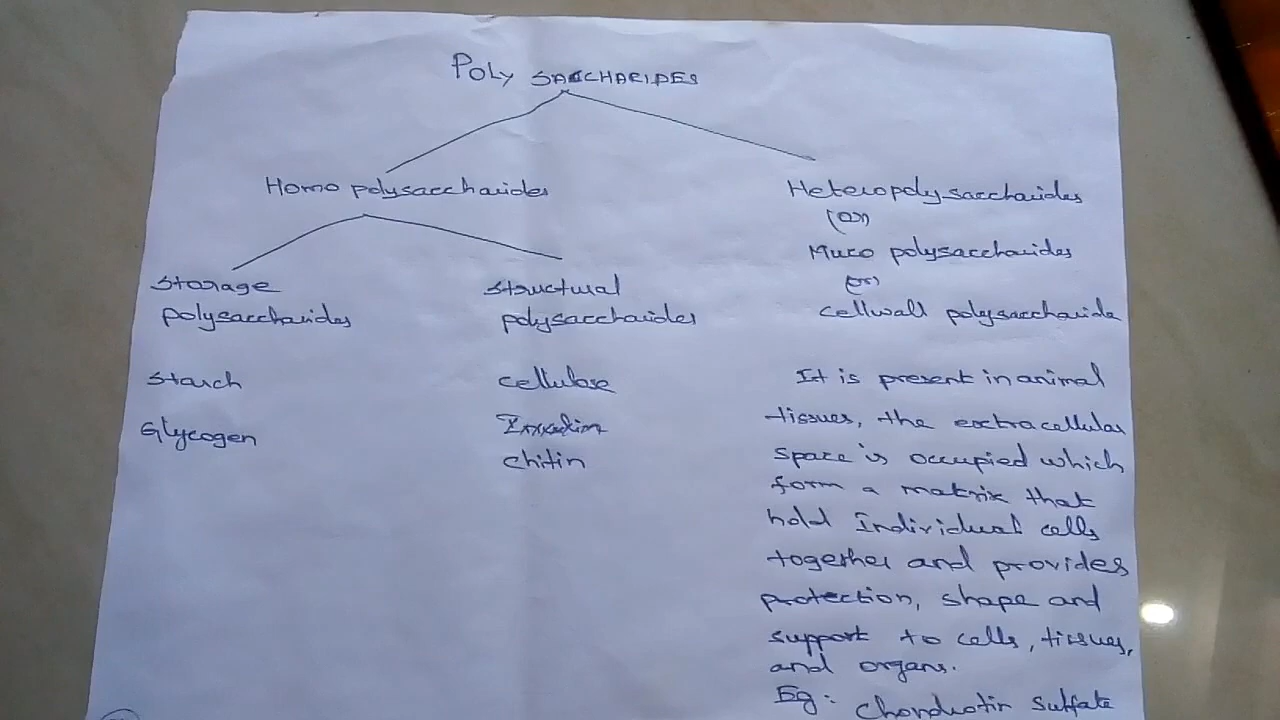 POLY SACCHARIDES
Homo polysaccharides
Heteropolysaccharides
(or)
Muco polysaccharides
(or)
cellwall polysaccharide
Storage
polysaccharides
Structural
polysaccharides
Starch
Glycogen
cellulose
chitin
It is present in animal
tissues, the extracellular
space is occupied which
form a matrix that
hold Individual cells
together and provides
protection, shape and
support to cells, tissues,
and organs.
Eg: Chondrotin sulfate